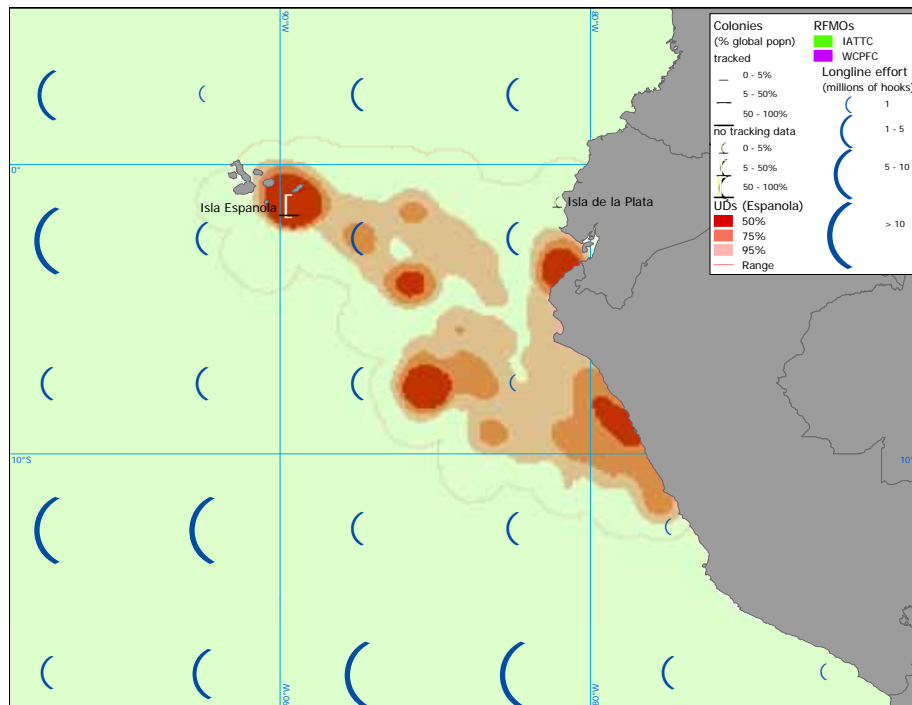 90°W
80°W
Colonies
(% global popn)
tracked
0 - 5%
5 - 50%
50 - 100%
no tracking data
0 - 5%
5 - 50%
50 - 100%
UDs (Espanola)
50%
75%
95%
Range
RFMOs
IATTC
WCPFC
Longline effort
(millions of hooks)
1
1 - 5
5 - 10
> 10
0°
Isla Espanola
Isla de la Plata
10°S
10°
90°W
80°W